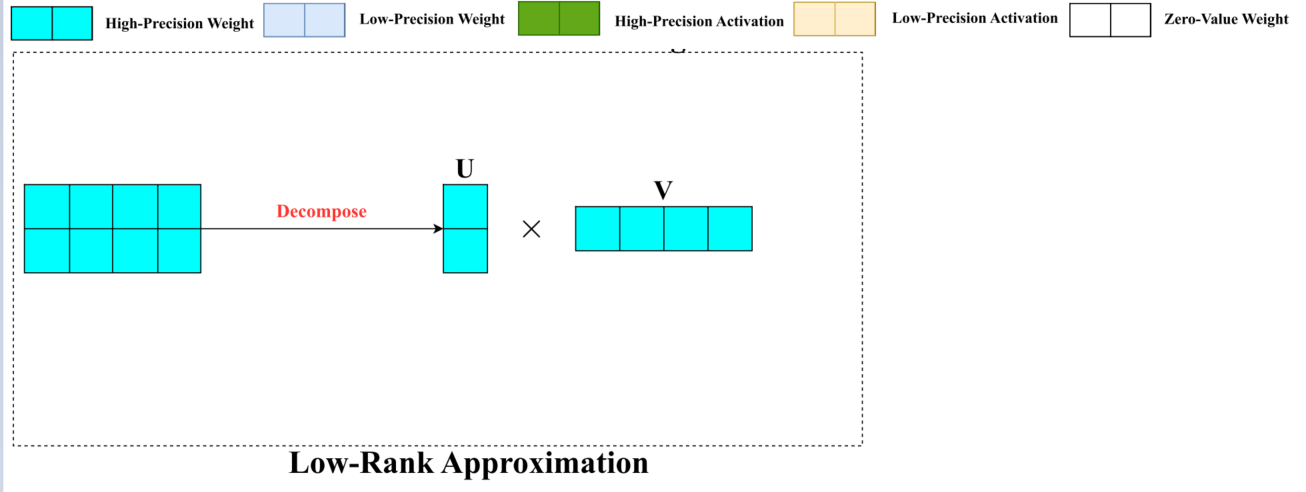 High-Precision Weight
Low-Precision Weight
High-Precision Activation
Low-Precision Activation
Zero-Value Weight
U
V
Decompose
×
Low-Rank Approximation